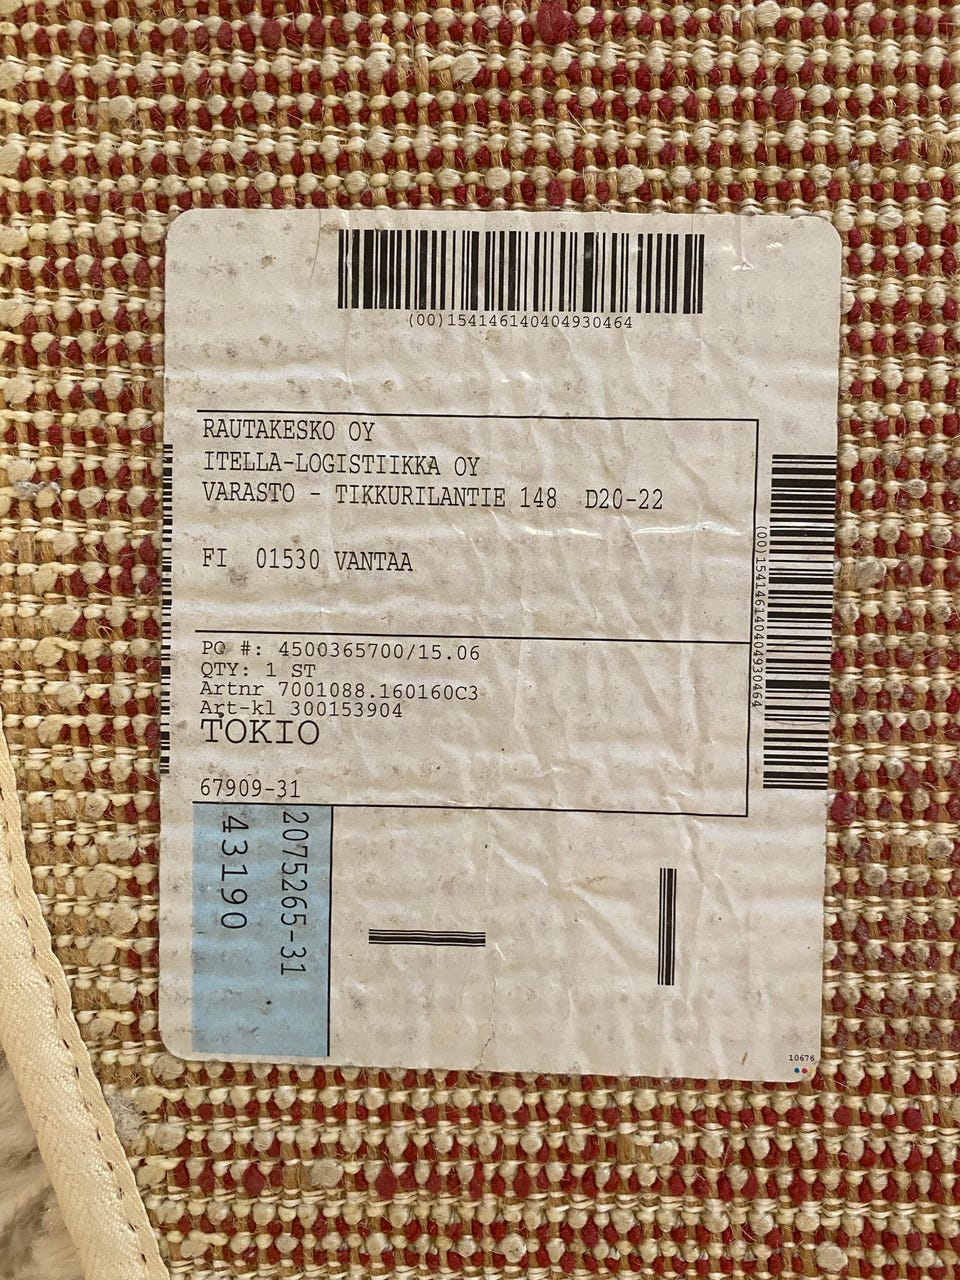 (00)154146140404930464
RAUTAKESKO OY
ITELLA-LOGISTIIKKA OY
VARASTO - TIKKURILANTIE 148 D20-22
FI 01530 VANTAA
(00)154146140404930464
PO #: 4500365700/15.06
QTY: 1 ST
Artnr 7001088.160160C3
Art-kl 300153904
TOKIO
67909-31
2075265-31
43190
10676